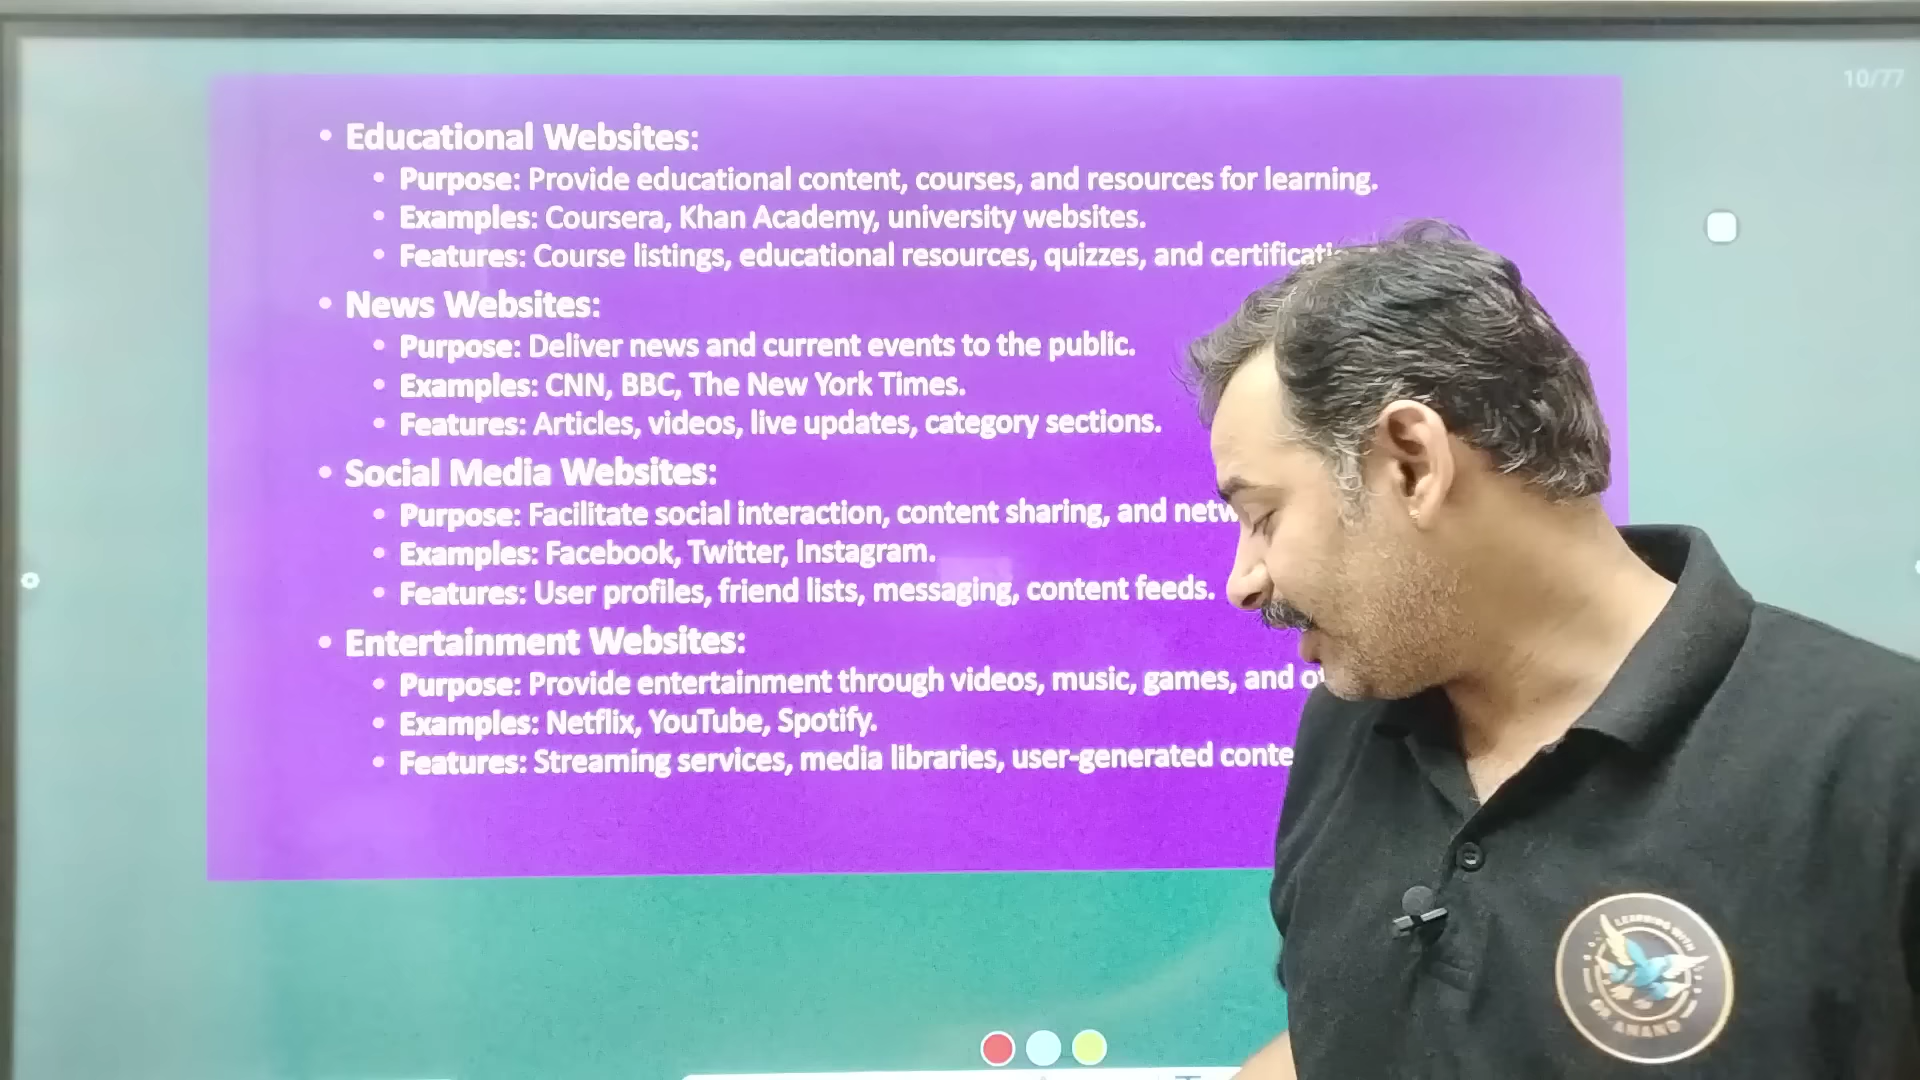 10/77
• Educational Websites:
• Purpose: Provide educational content, courses, and resources for learning.
• Examples: Coursera, Khan Academy, university websites.
• Features: Course listings, educational resources, quizzes, and
• News Websites:
• Purpose: Deliver news and current events to the public.
• Examples: CNN, BBC, The New York Times.
• Features: Articles, videos, live updates, category sections.
• Social Media Websites:
• Purpose: Facilitate social interaction, content sharing, and
• Examples: Facebook, Twitter, Instagram.
• Features: User profiles, friend lists, messaging, content feeds.
• Entertainment Websites:
• Purpose: Provide entertainment through videos, music, games, and
• Examples: Netflix, YouTube, Spotify.
• Features: Streaming services, media libraries, user-generated
LEARNING WITH
DR. ANAND